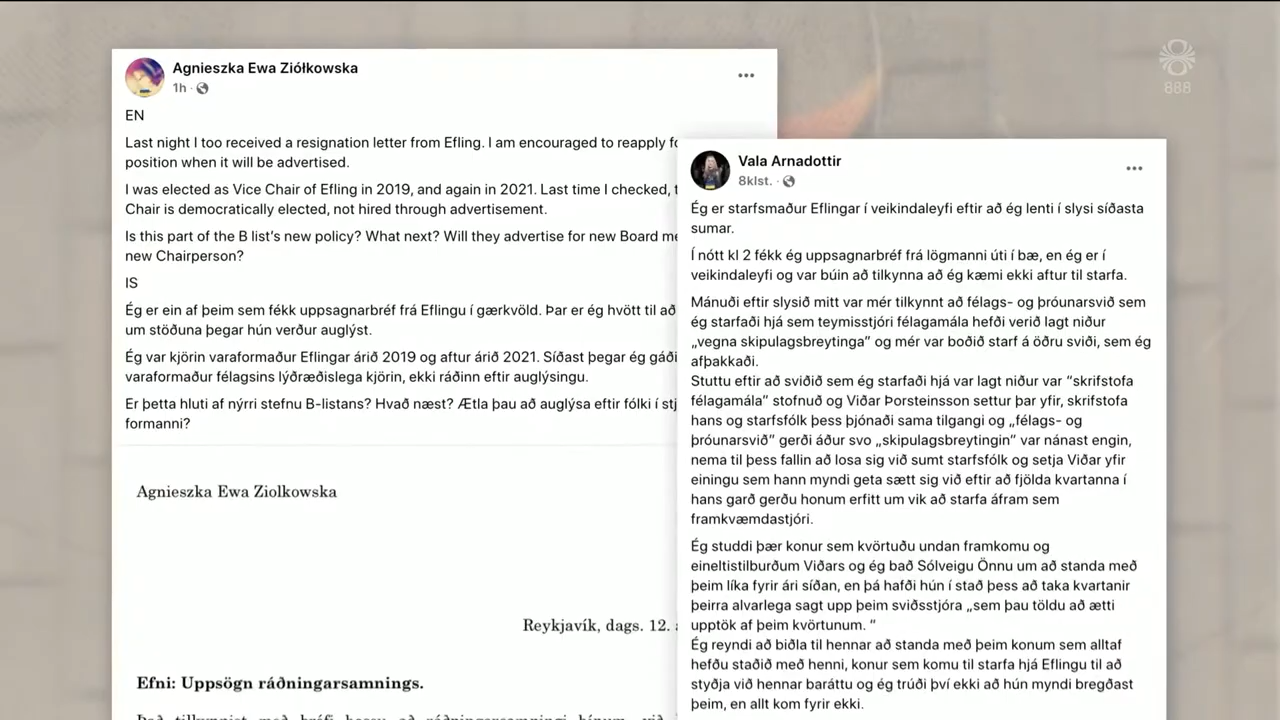 Agnieszka Ewa Ziółkowska
1h ·
EN
Last night I too received a resignation letter from Efling. I am encouraged to reapply
position when it will be advertised.
I was elected as Vice Chair of Efling in 2019, and again in 2021. Last time I checked,
Chair is democratically elected, not hired through advertisement.
Is this part of the B list's new policy? What next? Will they advertise for new Board
new Chairperson?
IS
Ég er ein af þeim sem fékk uppsagnarbréf frá Eflingu í gærkvöld. Þar er ég hvött til að
um stöðuna þegar hún verður auglýst.
Ég var kjörin varaformaður Eflingar árið 2019 og aftur árið 2021. Síðast þegar ég gáði
varaformaður félagsins lýðræðislega kjörin, ekki ráðinn eftir auglýsingu.
Er þetta hluti af nýrri stefnu B-listans? Hvað næst? Ætla þau að auglýsa eftir fólki í
formanni?
Agnieszka Ewa Ziolkowska
Reykjavík, dags. 12.
Efni: Uppsögn ráðningarsamnings.
888
Vala Arnadottir
8klst. ·
Ég er starfsmaður Eflingar í veikindaleyfi eftir að ég lenti í slysi síðasta
sumar.
Í nótt kl 2 fékk ég uppsagnarbréf frá lögmanni úti í bæ, en ég er í
veikindaleyfi og var búin að tilkynna að ég kæmi ekki aftur til starfa.
Mánuði eftir slysið mitt var mér tilkynnt að félags- og þróunarsvið sem
ég starfaði hjá sem teymisstjóri félagamála hefði verið lagt niður
„vegna skipulagsbreytinga" og mér var boðið starf á öðru sviði, sem ég
afþakkaði.
Stuttu eftir að sviðið sem ég starfaði hjá var lagt niður var "skrifstofa
félagamála" stofnuð og Viðar Þorsteinsson settur þar yfir, skrifstofa
hans og starfsfólk þess þjónaði sama tilgangi og „félags- og
þróunarsvið" gerði áður svo „skipulagsbreytingin" var nánast engin,
nema til þess fallin að losa sig við sumt starfsfólk og setja Viðar yfir
einingu sem hann myndi geta sætt sig við eftir að fjölda kvartanna í
hans garð gerðu honum erfitt um vik að starfa áfram sem
framkvæmdastjóri.
Ég studdi þær konur sem kvörtuðu undan framkomu og
eineltistilburðum Viðars og ég bað Sólveigu Önnu um að standa með
þeim líka fyrir ári síðan, en þá hafði hún í stað þess að taka kvartanir
þeirra alvarlega sagt upp þeim sviðsstjóra „sem þau töldu að ætti
upptök af þeim kvörtunum. "
Ég reyndi að biðla til hennar að standa með þeim konum sem alltaf
hefðu staðið með henni, konur sem komu til starfa hjá Eflingu til að
styðja við hennar baráttu og ég trúði því ekki að hún myndi bregðast
þeim, en allt kom fyrir ekki.